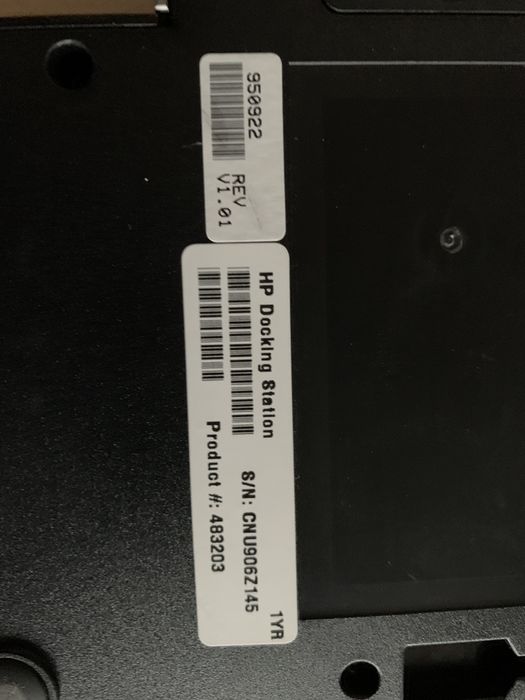 950922
REV
V1.01
HP Docking Station
S/N: CNU906Z145
1YR
Product #: 483203